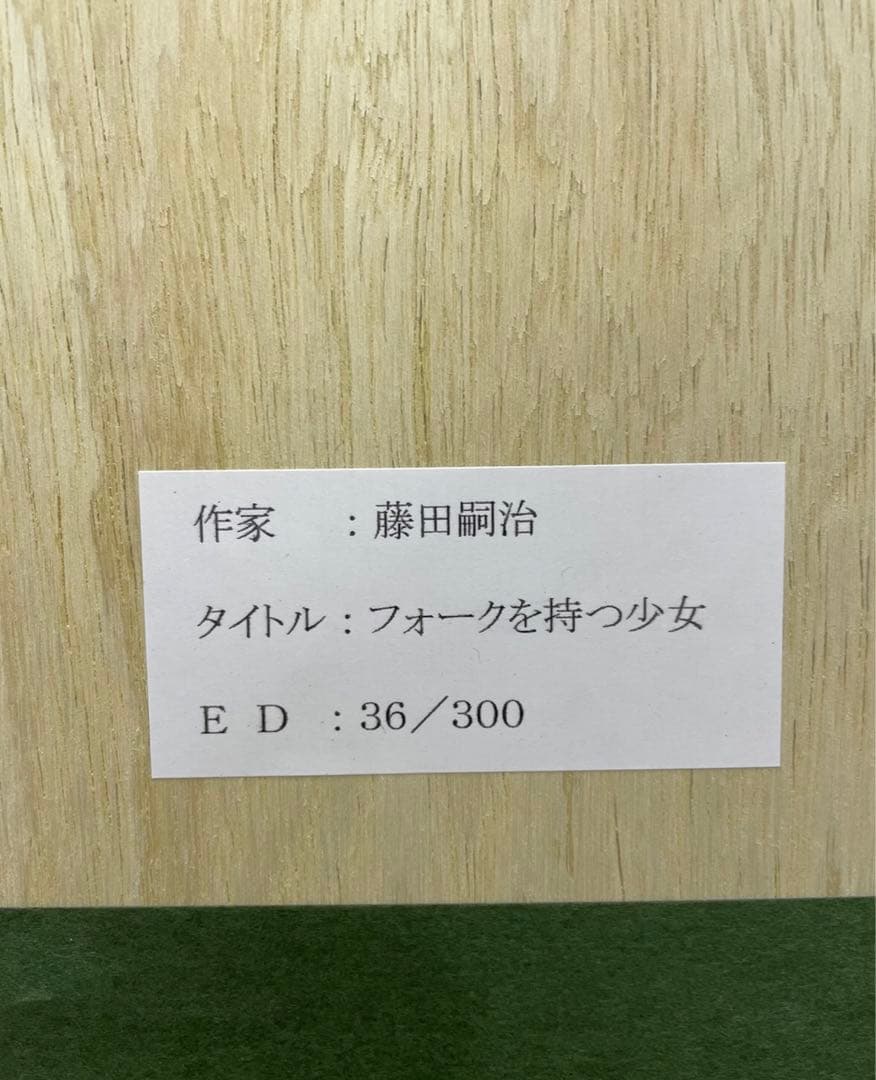 作家　：藤田嗣治
タイトル：フォークを持つ少女
ＥＤ　：36／300